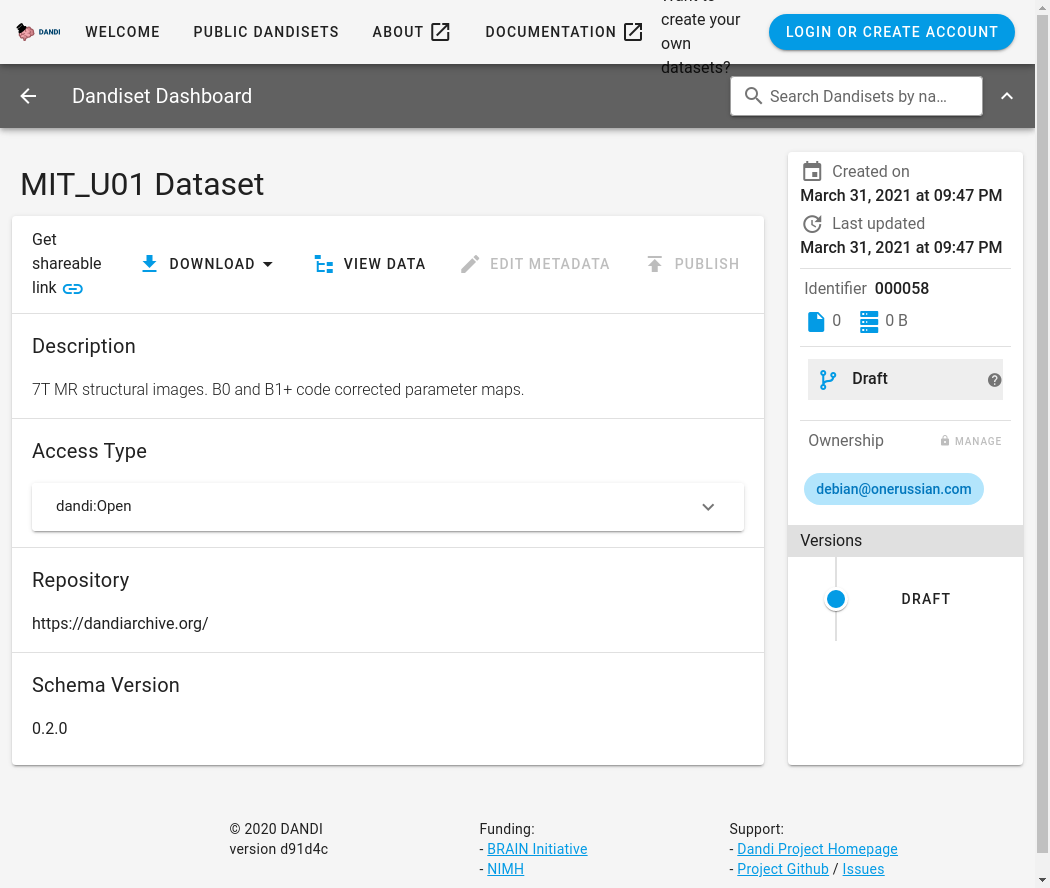 DANDI
WELCOME
PUBLIC DANDISETS
ABOUT
DOCUMENTATION
create your
own
datasets?
LOGIN OR CREATE ACCOUNT
Dandiset Dashboard
Search Dandisets by na…
MIT_U01 Dataset
Get
shareable
link
DOWNLOAD
VIEW DATA
EDIT METADATA
PUBLISH
Description
7T MR structural images. B0 and B1+ code corrected parameter maps.
Access Type
dandi:Open
Repository
https://dandiarchive.org/
Schema Version
0.2.0
Created on
March 31, 2021 at 09:47 PM
Last updated
March 31, 2021 at 09:47 PM
Identifier 000058
0
0 B
Draft
Ownership
MANAGE
debian@onerussian.com
Versions
DRAFT
© 2020 DANDI
version d91d4c
Funding:
- BRAIN Initiative
- NIMH
Support:
- Dandi Project Homepage
- Project Github / Issues